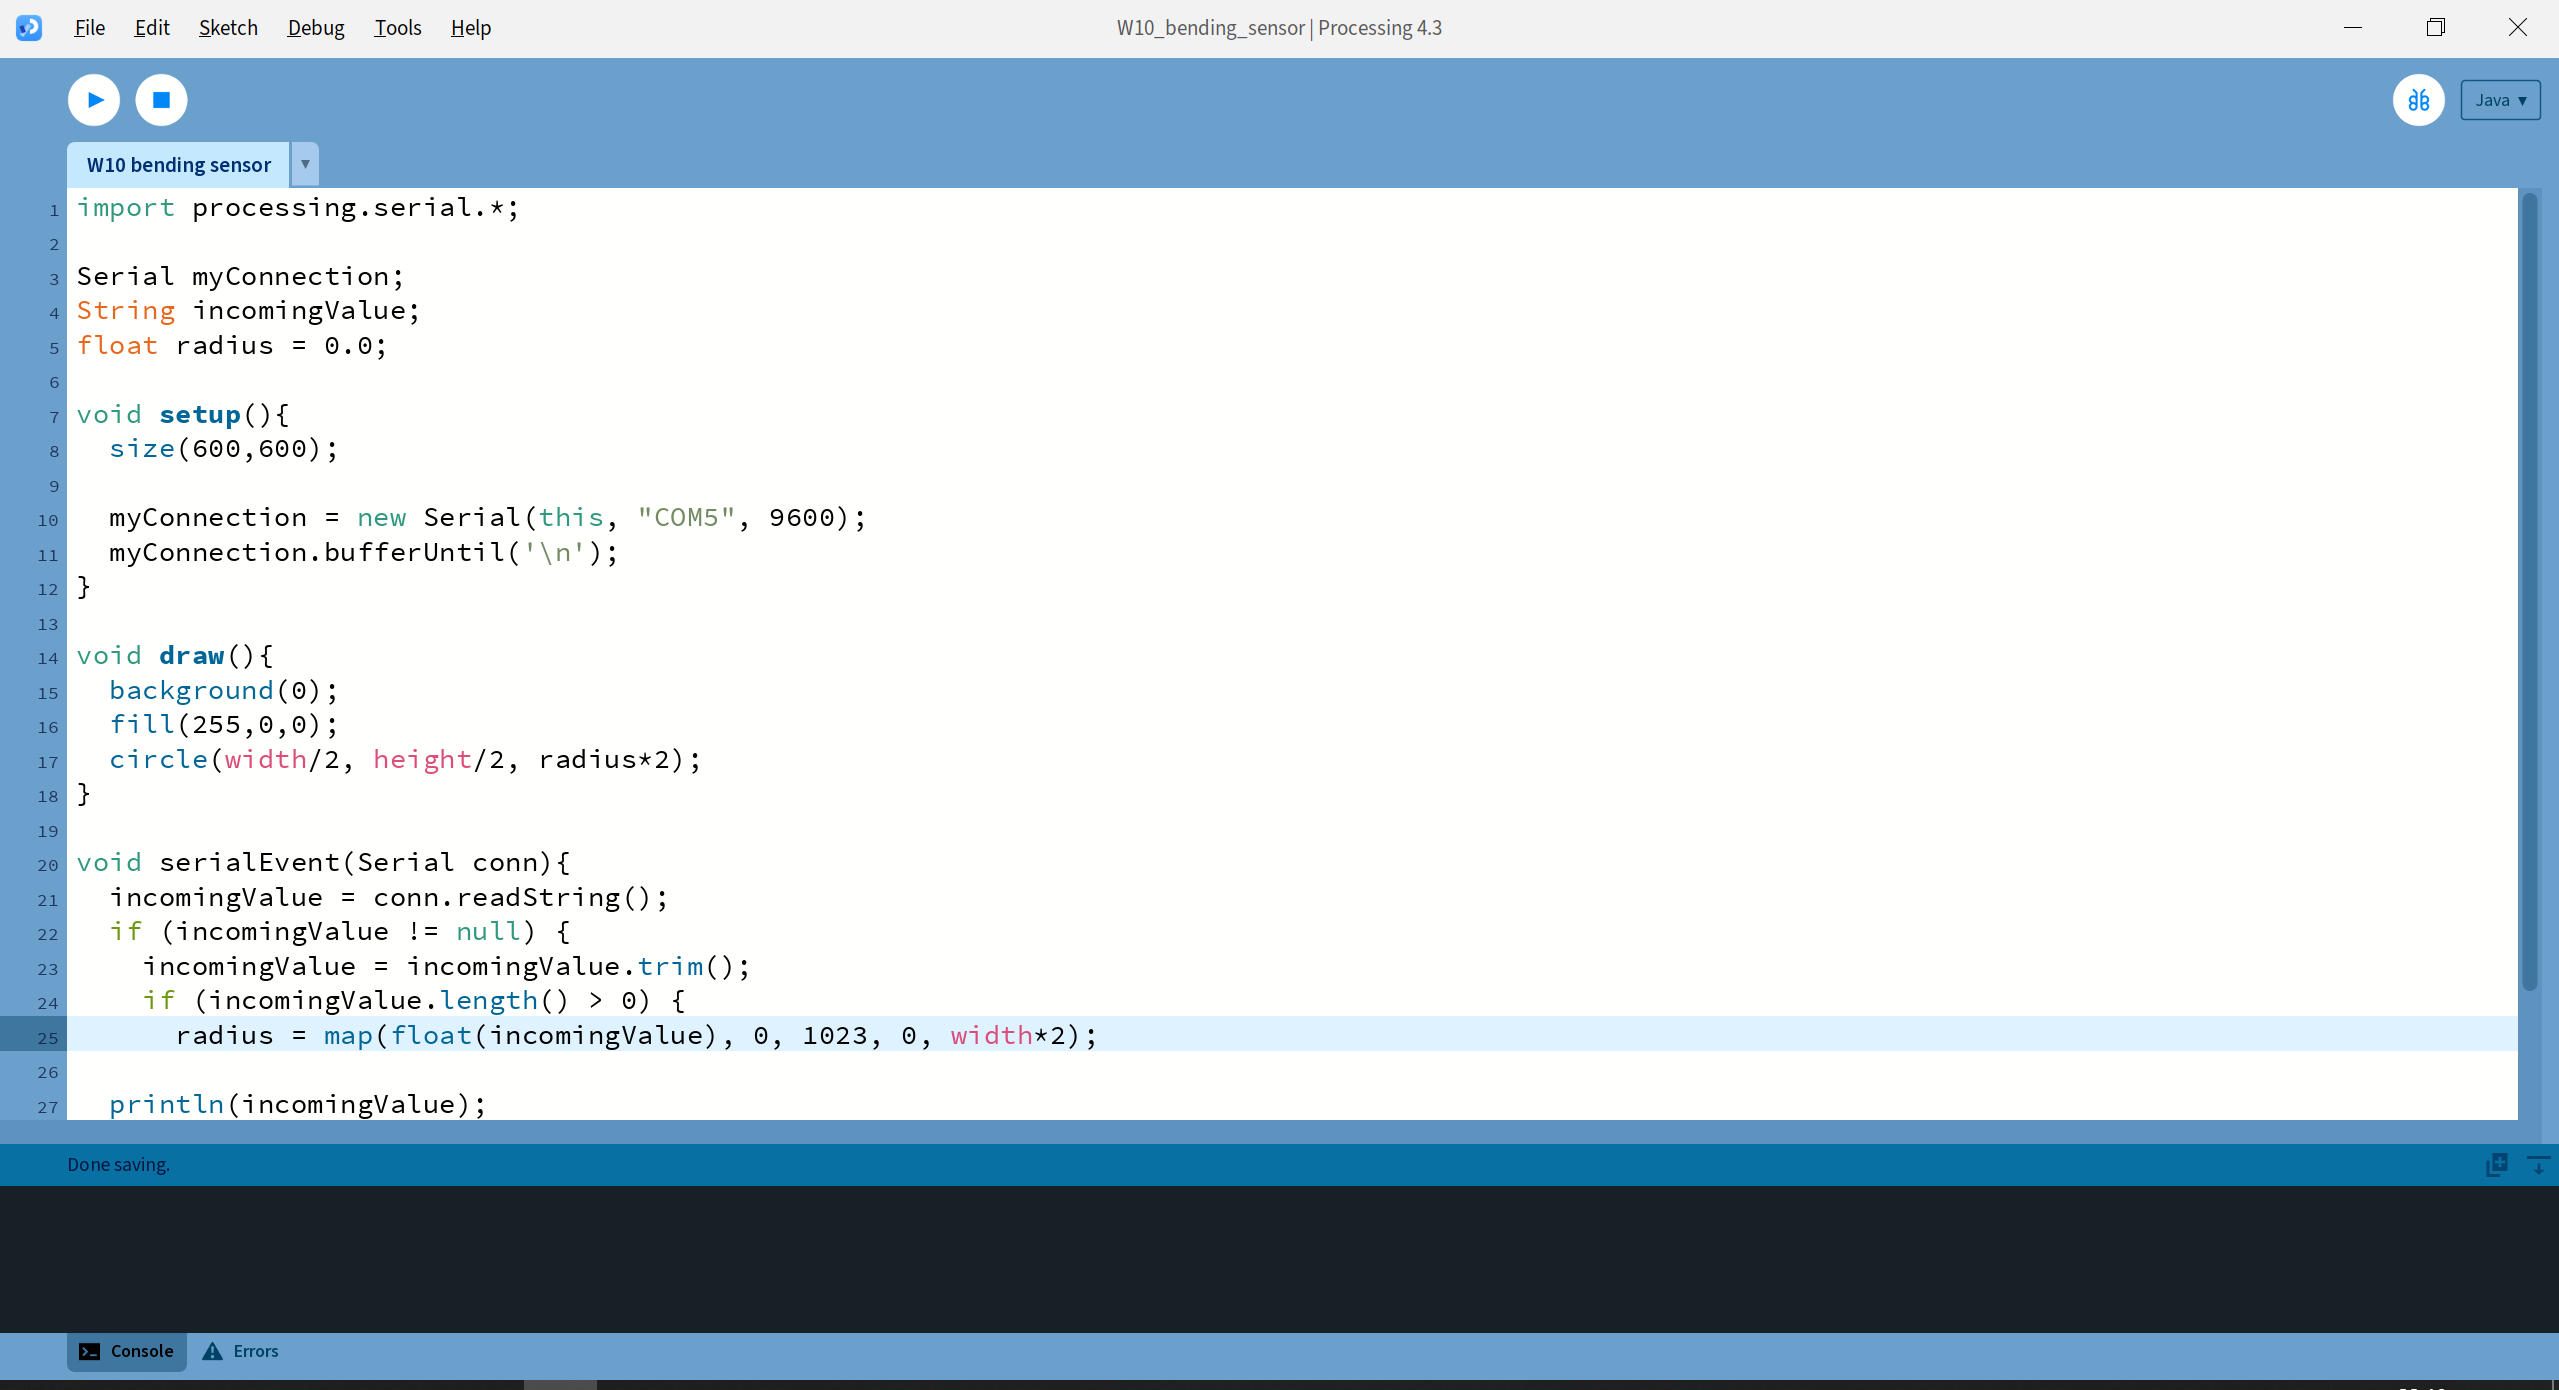 File Edit Sketch Debug Tools Help
W10_bending_sensor | Processing 4.3
Java ▾
W10 bending sensor ▼
1 import processing.serial.*;
2
3 Serial myConnection;
4 String incomingValue;
5 float radius = 0.0;
6
7 void setup(){
8   size(600,600);
9
10   myConnection = new Serial(this, "COM5", 9600);
11   myConnection.bufferUntil('\n');
12 }
13
14 void draw(){
15   background(0);
16   fill(255,0,0);
17   circle(width/2, height/2, radius*2);
18 }
19
20 void serialEvent(Serial conn){
21   incomingValue = conn.readString();
22   if (incomingValue != null) {
23     incomingValue = incomingValue.trim();
24     if (incomingValue.length() > 0) {
25       radius = map(float(incomingValue), 0, 1023, 0, width*2);
26
27   println(incomingValue);
Done saving.
Console Errors